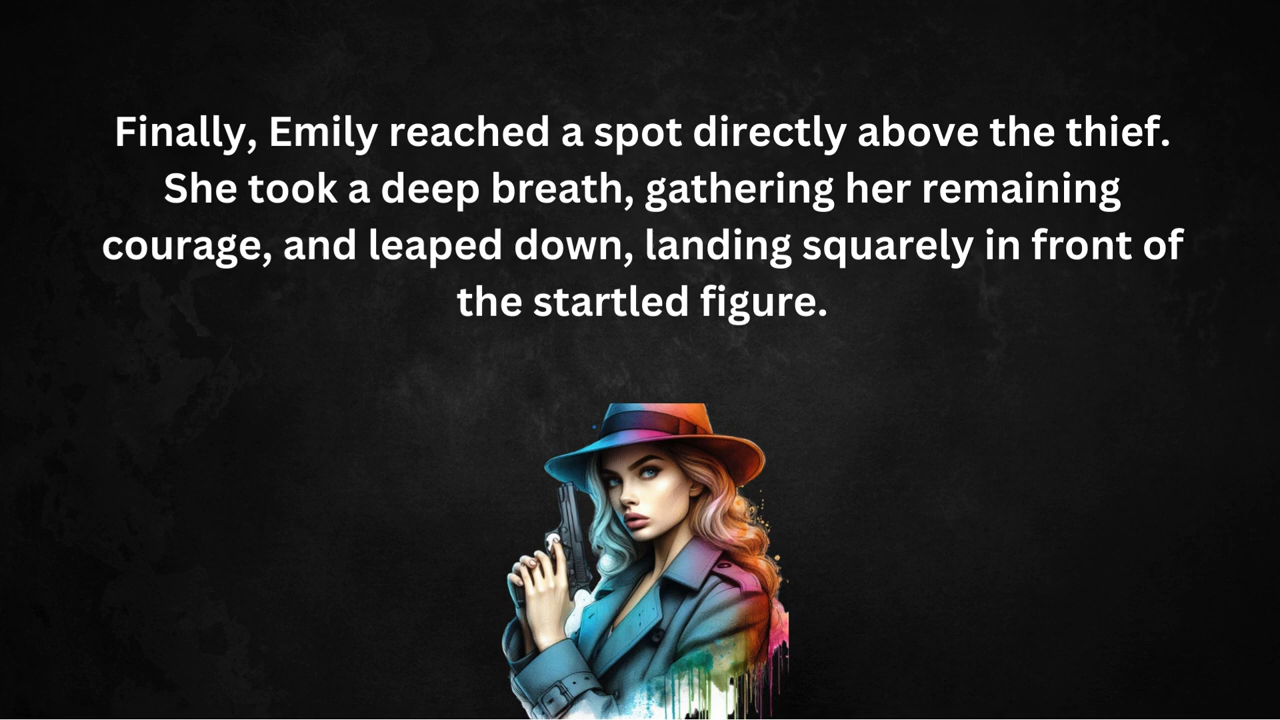 Finally, Emily reached a spot directly above the thief.
She took a deep breath, gathering her remaining
courage, and leaped down, landing squarely in front of
the startled figure.